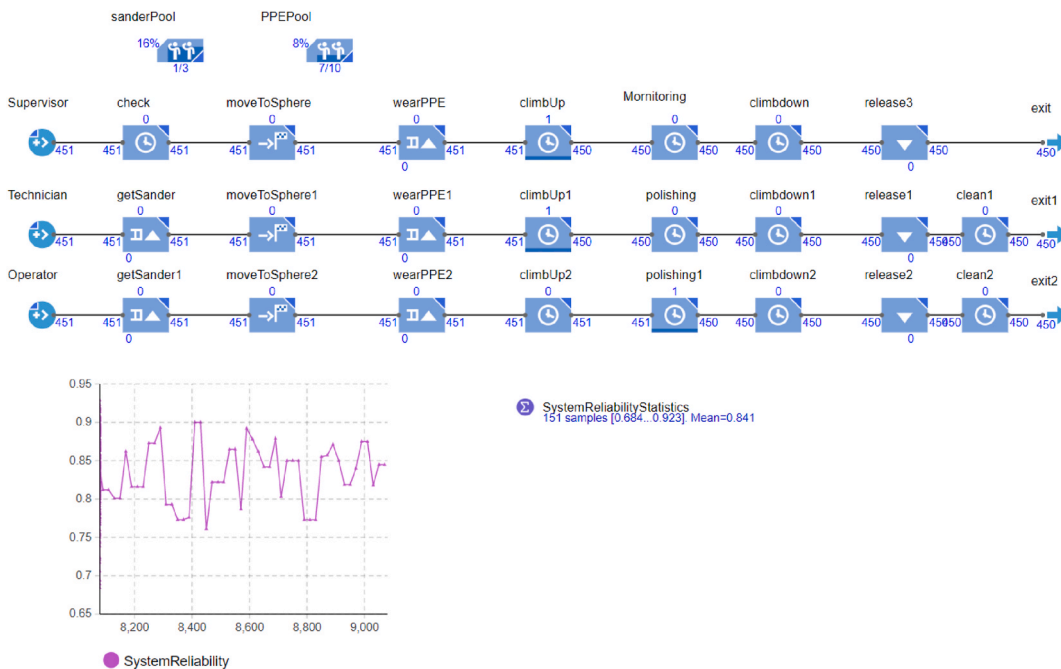 sanderPool PPEPool
16% 8%
1/3 7/10
Supervisor check moveToSphere wearPPE climbUp Mornitoring climbdown release3 exit
0 0 0 1 0 0
451 451 451 451 451 451 451 451 450 450 450 450 450 450 450 450
0 0
Technician getSander moveToSphere1 wearPPE1 climbUp1 polishing climbdown1 release1 clean1 exit1
0 0 0 1 0 0 0
451 451 451 451 451 451 451 451 450 450 450 450 450 450 450 450 450 450
0 0 0
Operator getSander1 moveToSphere2 wearPPE2 climbUp2 polishing1 climbdown2 release2 clean2 exit2
0 0 0 0 1 0 0
451 451 451 451 451 451 451 451 451 451 450 450 450 450 450 450 450 450
0 0 0
0.95
0.9
0.85
0.8
0.75
0.7
0.65
8,200 8,400 8,600 8,800 9,000
SystemReliability
SystemReliabilityStatistics
151 samples [0.684...0.923]. Mean=0.841